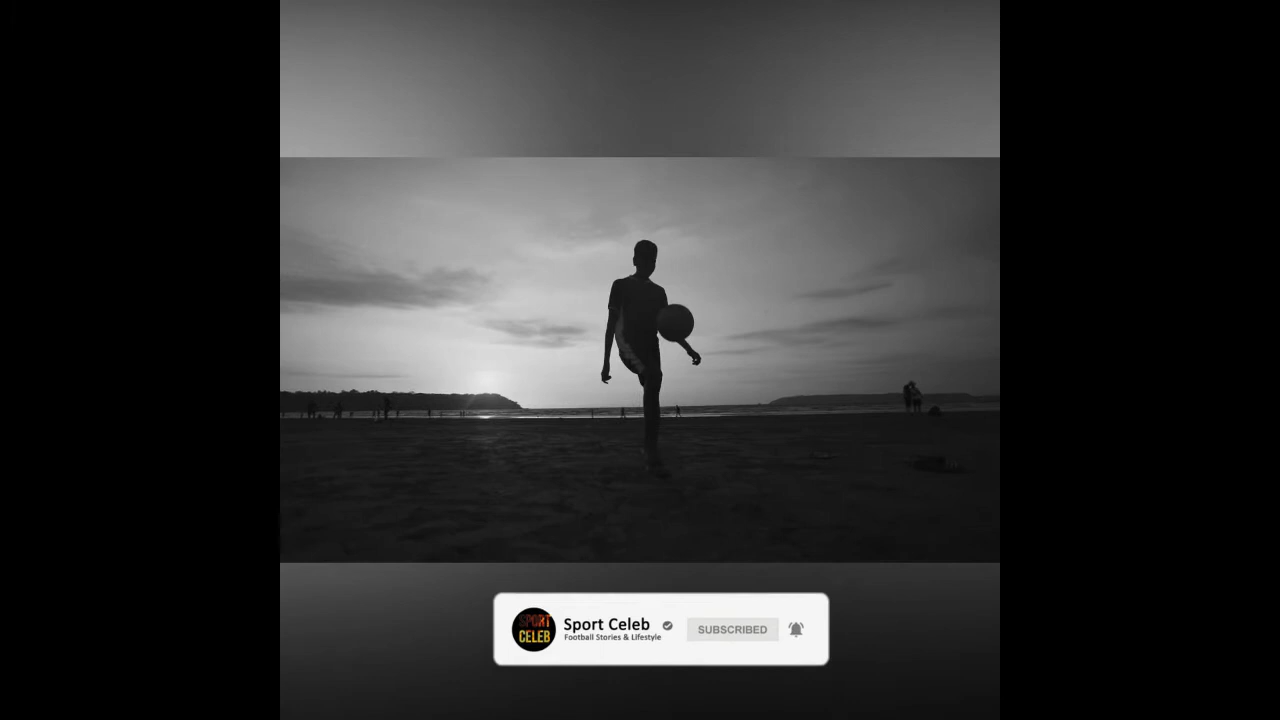 SPORT
CELEB
Sport Celeb
Football Stories & Lifestyle
SUBSCRIBED